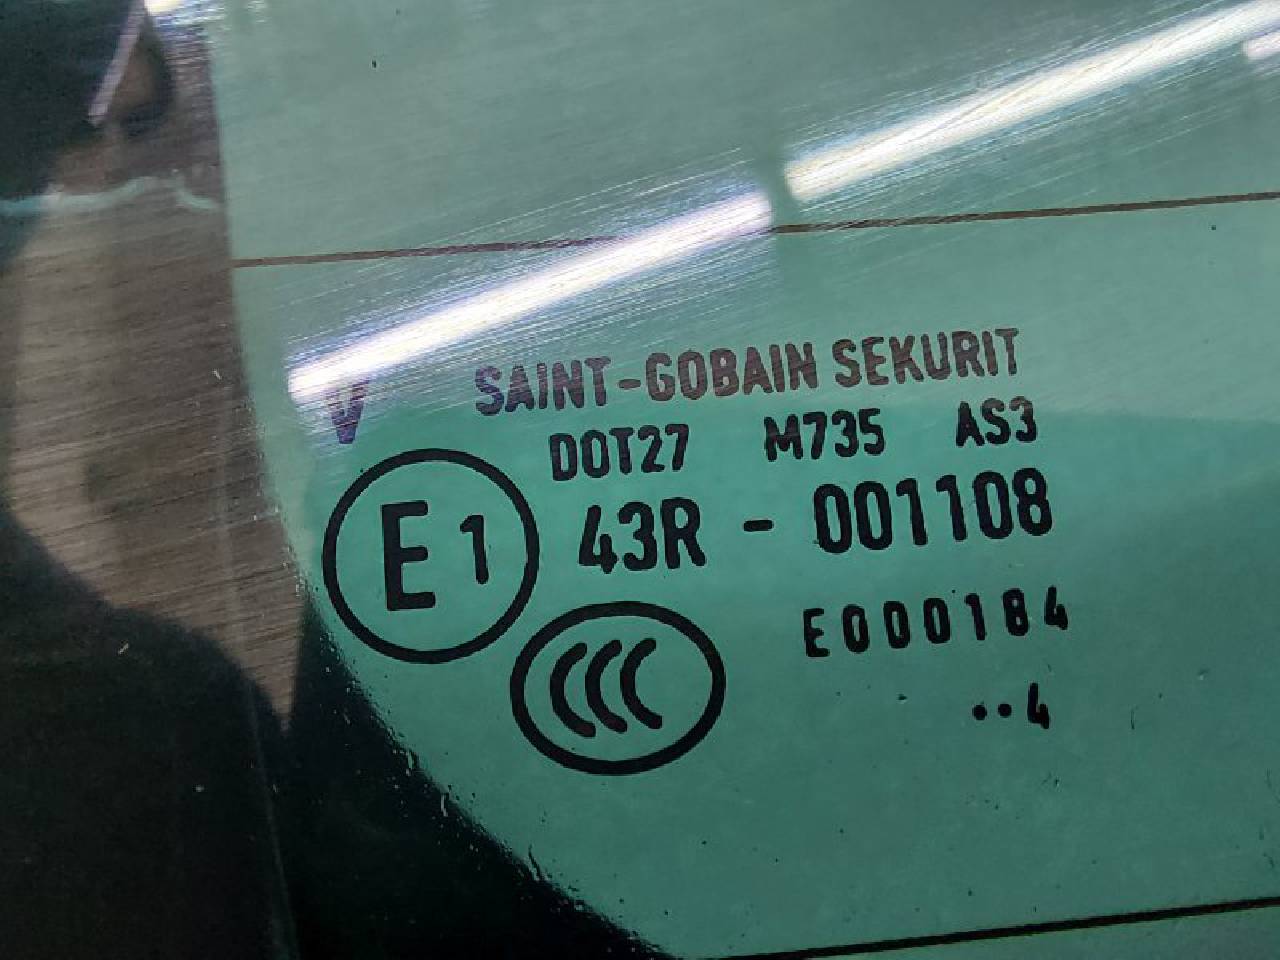 V SAINT-GOBAIN SEKURIT
DOT27 M735 AS3
E1 43R - 001108
CCC E000184
··4